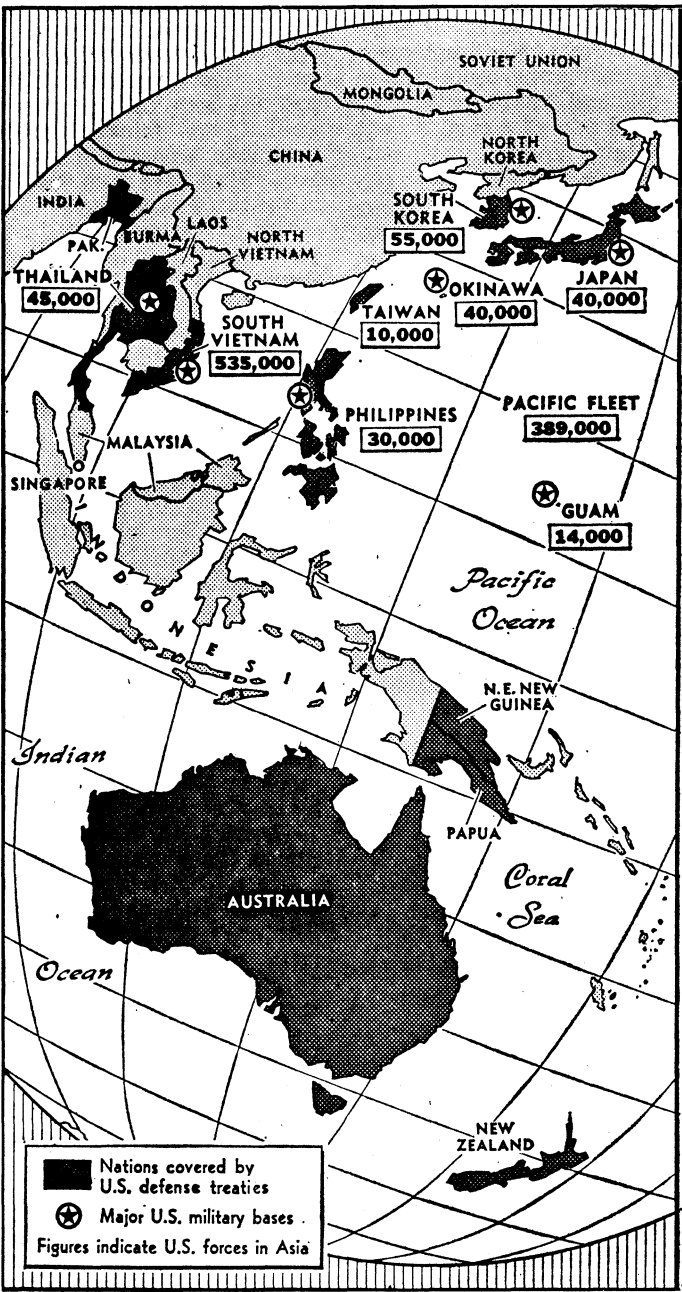 SOVIET UNION
MONGOLIA
CHINA
NORTH
KOREA
INDIA
SOUTH
KOREA
55,000
PAK.
BURMA
LAOS
NORTH
VIETNAM
THAILAND
45,000
JAPAN
40,000
OKINAWA
40,000
TAIWAN
10,000
SOUTH
VIETNAM
535,000
PHILIPPINES
30,000
PACIFIC FLEET
389,000
MALAYSIA
SINGAPORE
GUAM
14,000
INDONESIA
Pacific
Ocean
N.E. NEW
GUINEA
Indian
PAPUA
Coral
Sea
AUSTRALIA
Ocean
NEW
ZEALAND
Nations covered by
U.S. defense treaties
Major U.S. military bases
Figures indicate U.S. forces in Asia